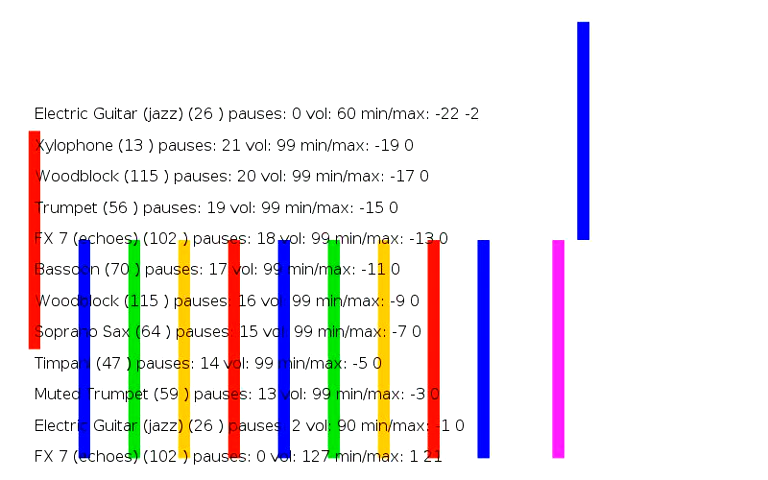 Electric Guitar (jazz) (26 ) pauses: 0 vol: 60 min/max: -22 -2
Xylophone (13 ) pauses: 21 vol: 99 min/max: -19 0
Woodblock (115 ) pauses: 20 vol: 99 min/max: -17 0
Trumpet (56 ) pauses: 19 vol: 99 min/max: -15 0
FX 7 (echoes) (102 ) pauses: 18 vol: 99 min/max: -13 0
Bassoon (70 ) pauses: 17 vol: 99 min/max: -11 0
Woodblock (115 ) pauses: 16 vol: 99 min/max: -9 0
Soprano Sax (64 ) pauses: 15 vol: 99 min/max: -7 0
Timpani (47 ) pauses: 14 vol: 99 min/max: -5 0
Muted Trumpet (59 ) pauses: 13 vol: 99 min/max: -3 0
Electric Guitar (jazz) (26 ) pauses: 2 vol: 90 min/max: -1 0
FX 7 (echoes) (102 ) pauses: 0 vol: 127 min/max: 1 21